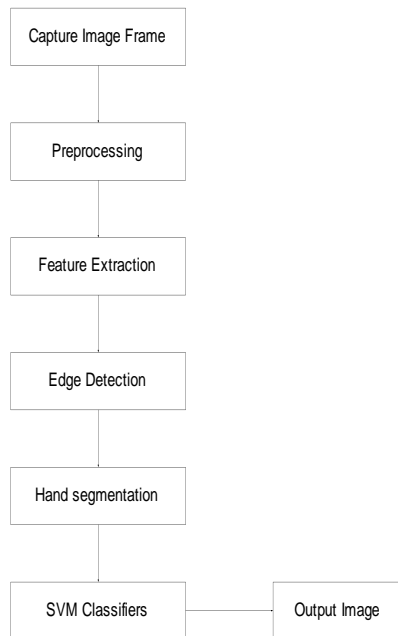 Capture Image Frame
Preprocessing
Feature Extraction
Edge Detection
Hand segmentation
SVM Classifiers
Output Image